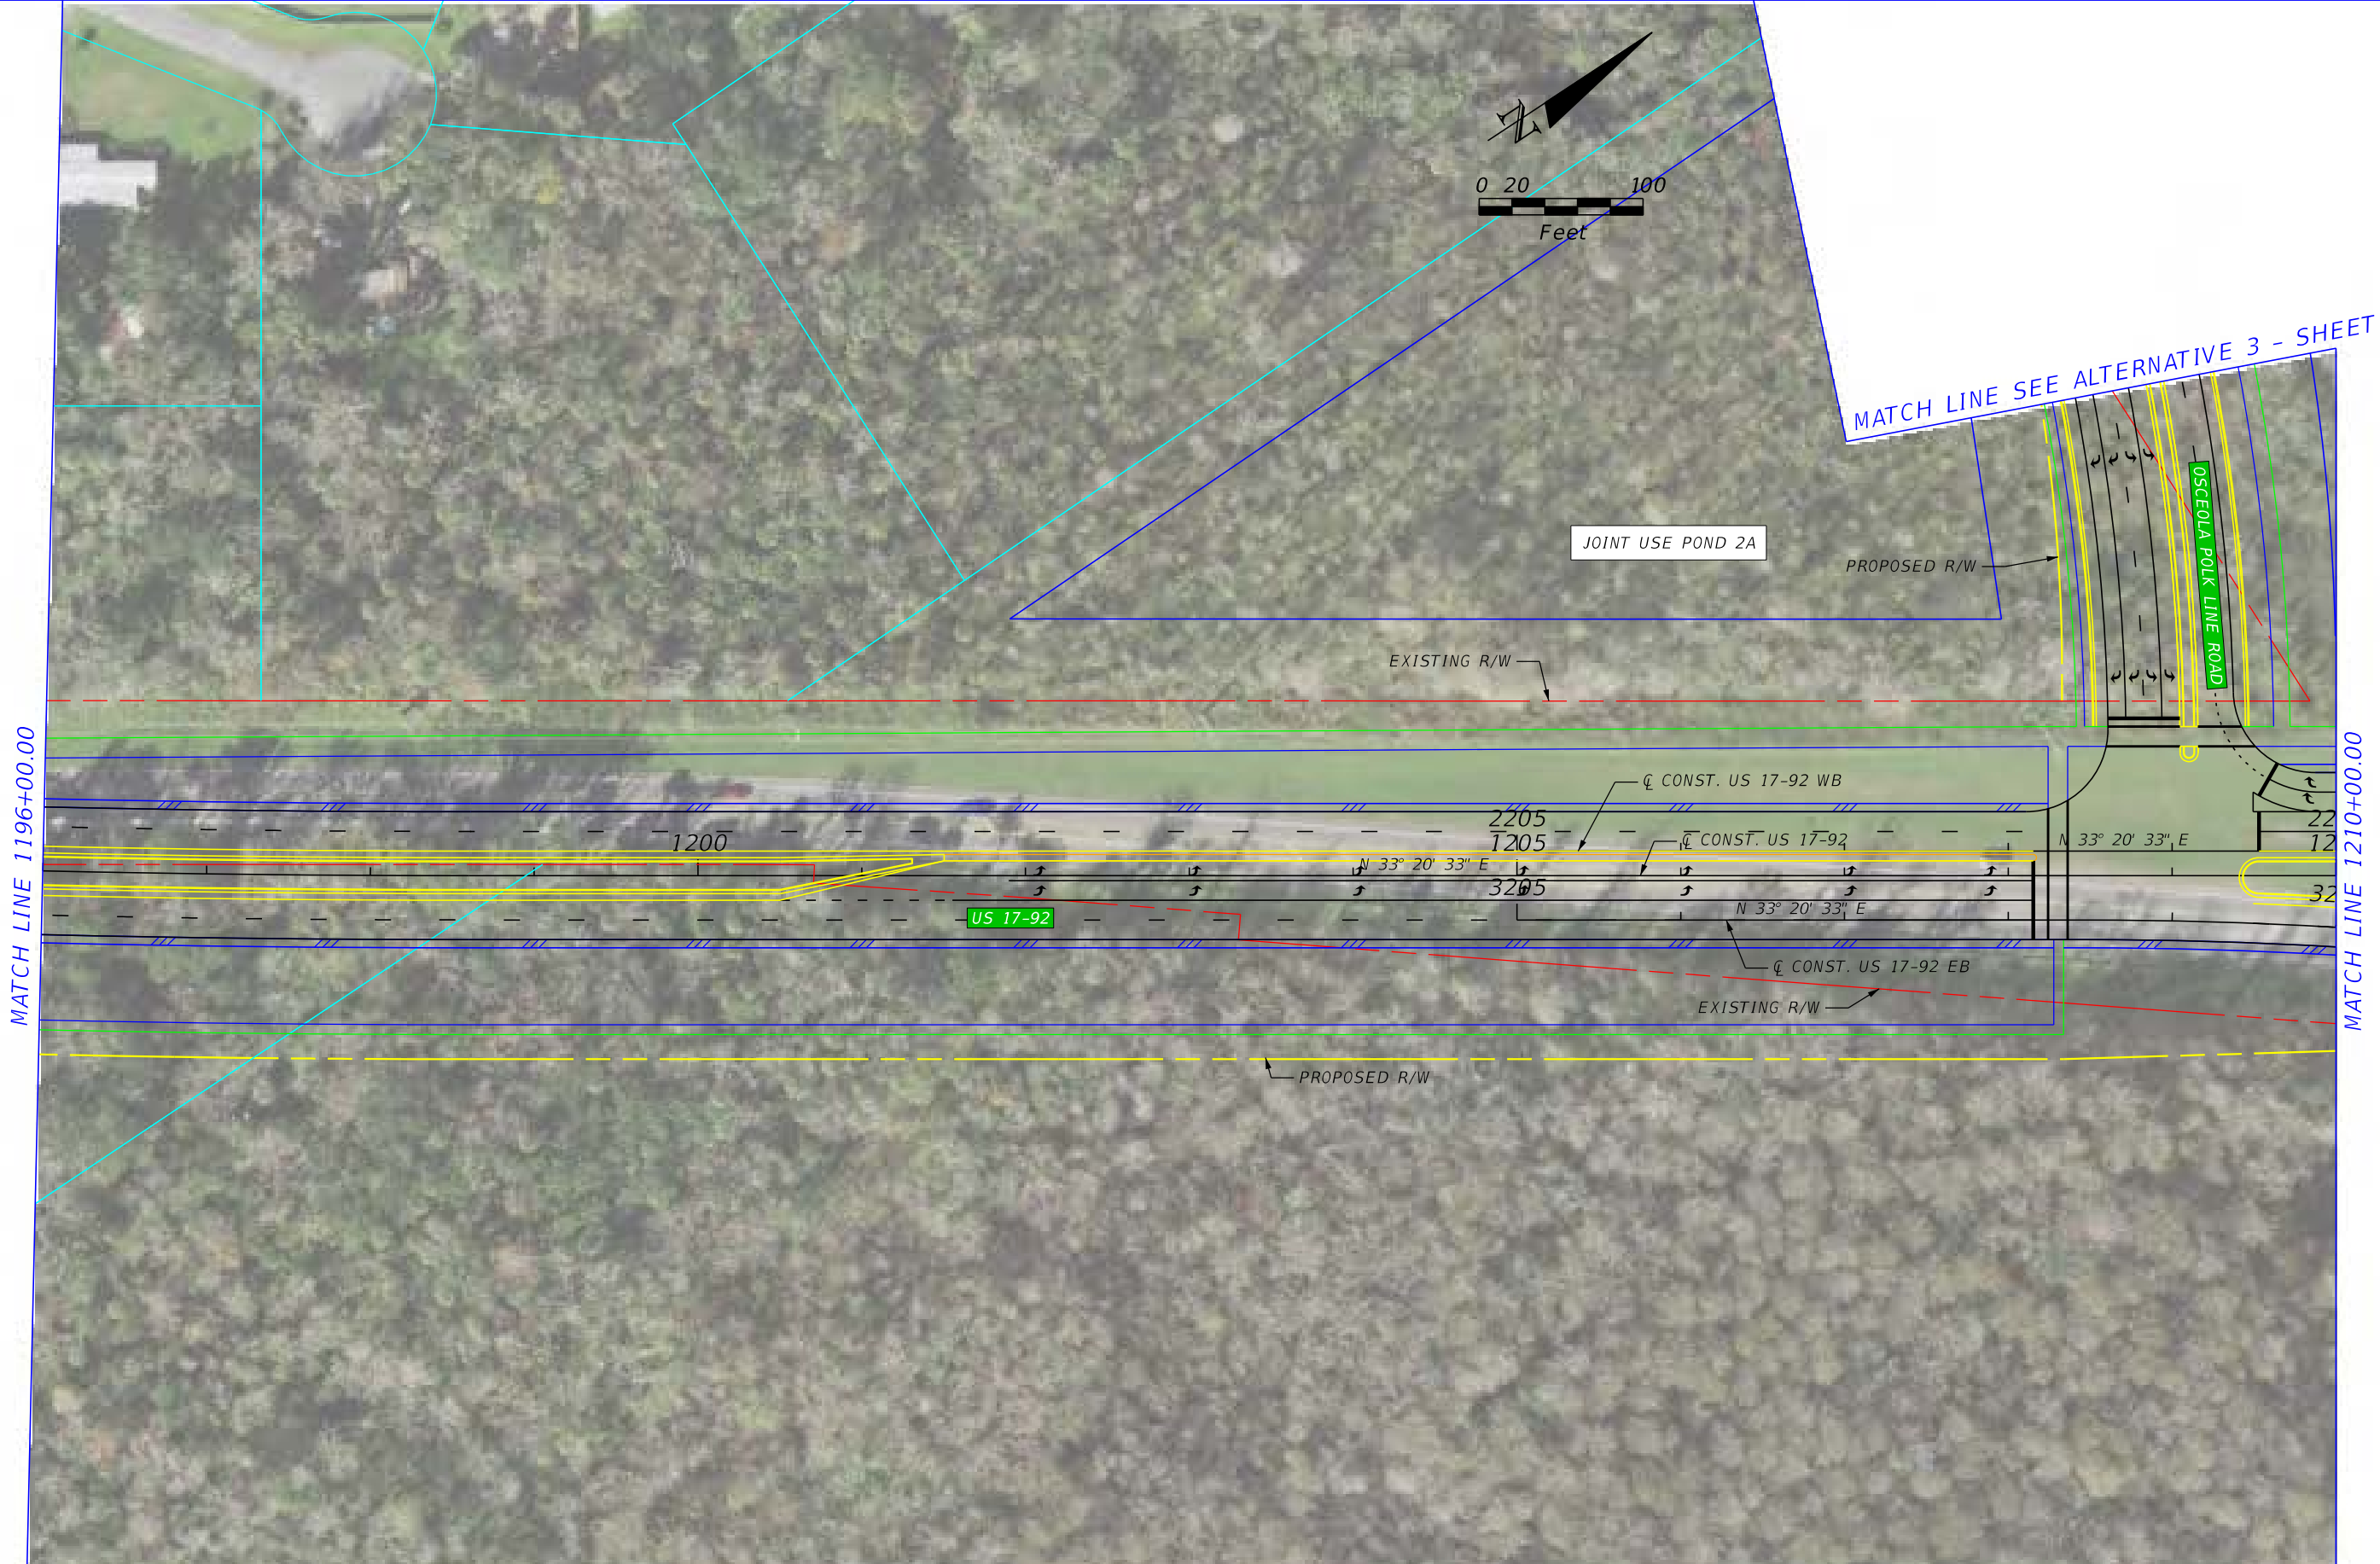 0 20 100
Feet
MATCH LINE SEE ALTERNATIVE 3 - SHEET
JOINT USE POND 2A
PROPOSED R/W
OSCEOLA POLK LINE ROAD
EXISTING R/W
MATCH LINE 1196+00.00
MATCH LINE 1210+00.00
℄ CONST. US 17-92 WB
2205
22
1200
1205
℄ CONST. US 17-92
N 33° 20' 33" E
12
N 33° 20' 33" E
3205
32
US 17-92
N 33° 20' 33" E
℄ CONST. US 17-92 EB
EXISTING R/W
PROPOSED R/W
N